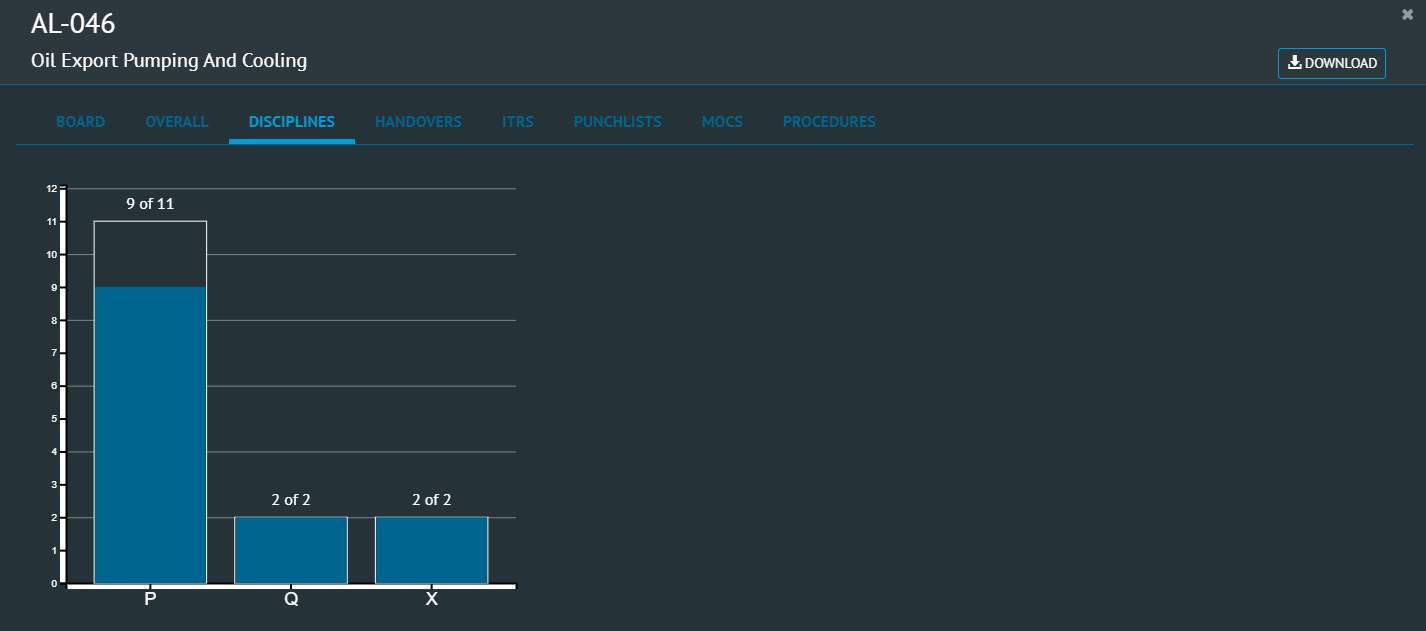 AL-046
✖
Oil Export Pumping And Cooling
DOWNLOAD
BOARD OVERALL DISCIPLINES HANDOVERS ITRS PUNCHLISTS MOCS PROCEDURES
12
9 of 11
11
10
9
8
7
6
5
4
3
2 of 2 2 of 2
2
1
0
P Q X